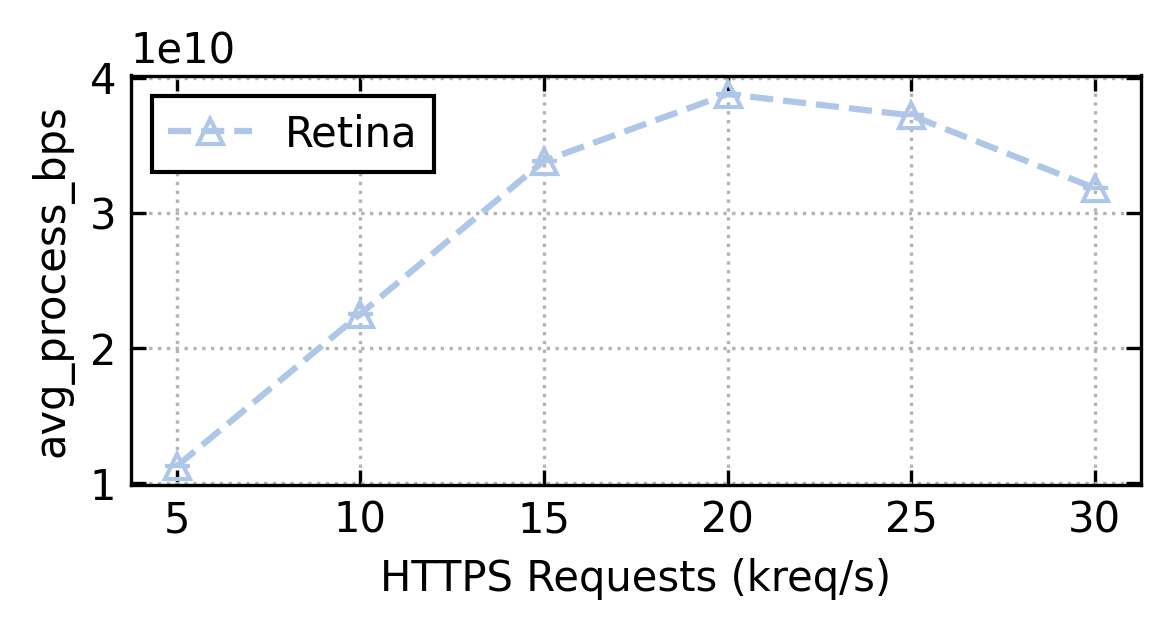 1e10
4
3
2
1
avg_process_bps
Retina
5 10 15 20 25 30
HTTPS Requests (kreq/s)